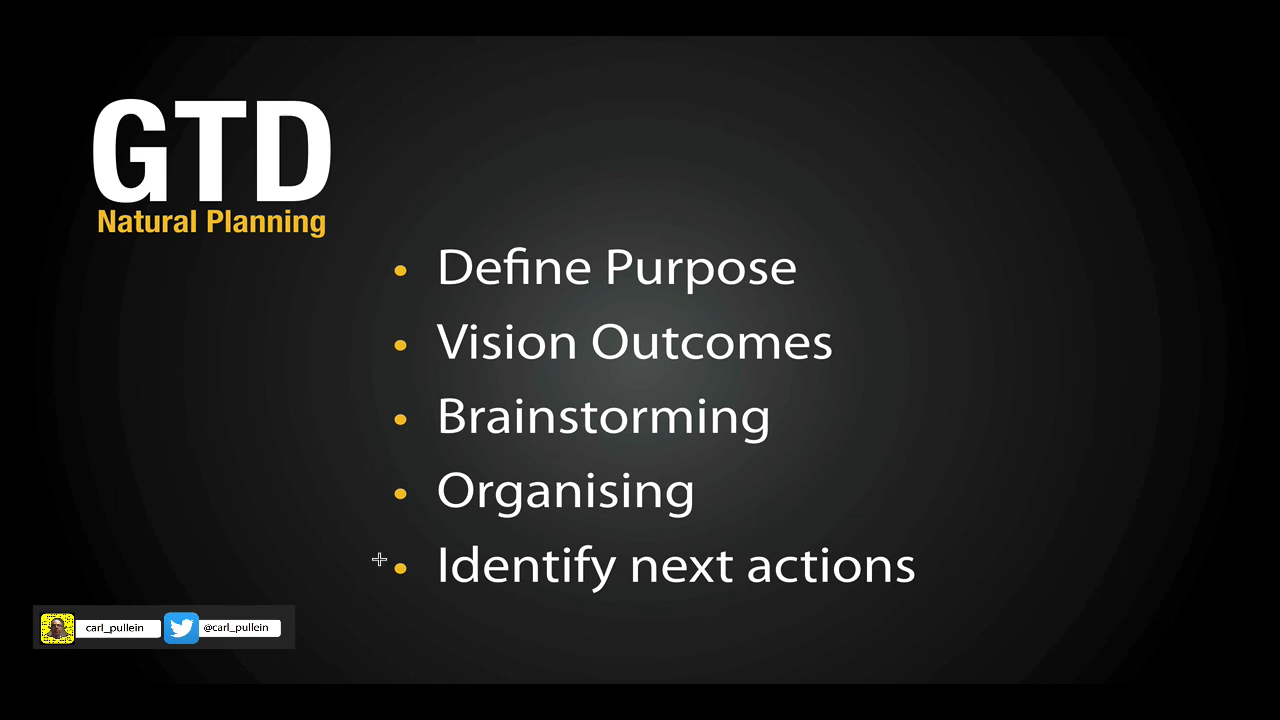 GTD
Natural Planning
• Define Purpose
• Vision Outcomes
• Brainstorming
• Organising
• Identify next actions
carl_pullein @carl_pullein